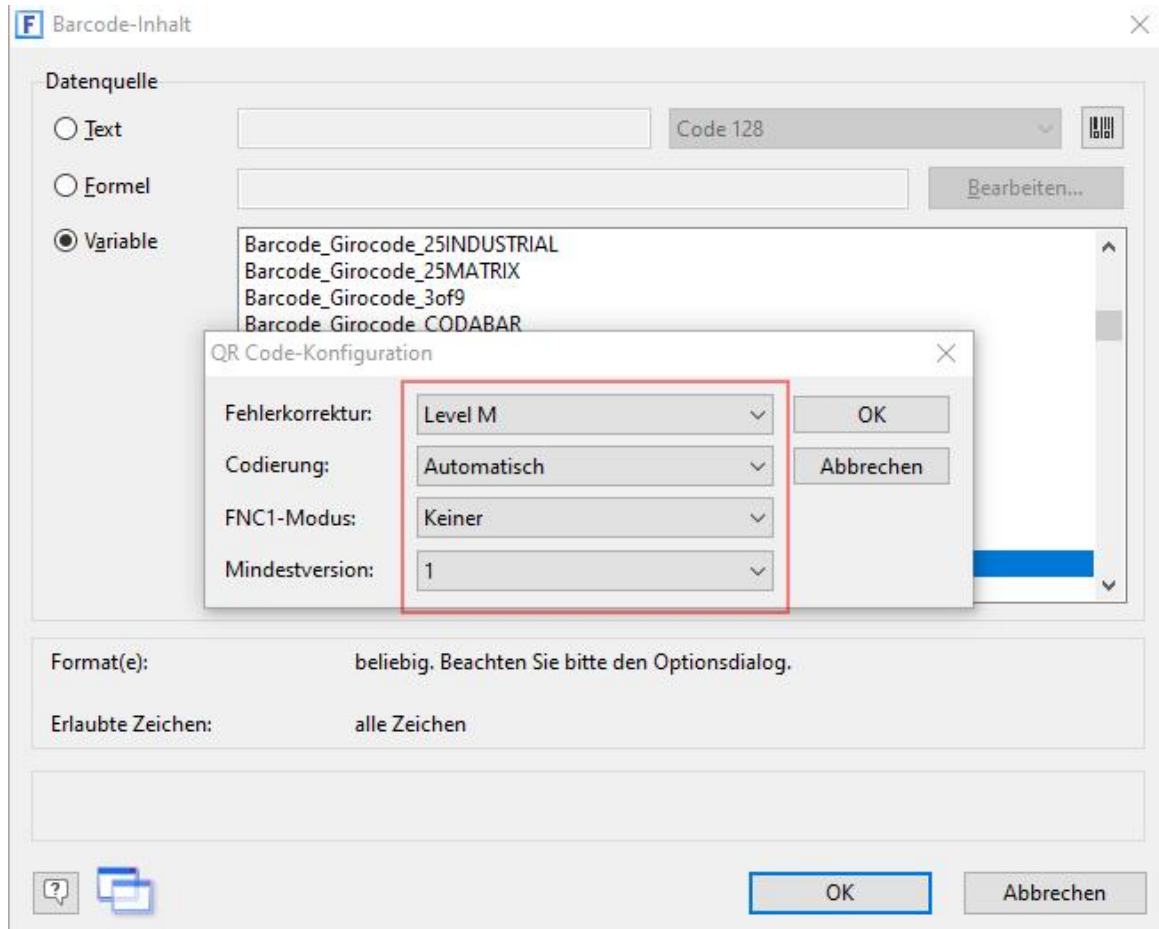 F Barcode-Inhalt
Datenquelle
Text Code 128
Formel Bearbeiten...
Variable
Barcode_Girocode_25INDUSTRIAL
Barcode_Girocode_25MATRIX
Barcode_Girocode_3of9
Barcode_Girocode_CODABAR
QR Code-Konfiguration
Fehlerkorrektur: Level M OK
Codierung: Automatisch Abbrechen
FNC1-Modus: Keiner
Mindestversion: 1
Format(e): beliebig. Beachten Sie bitte den Optionsdialog.
Erlaubte Zeichen: alle Zeichen
? OK Abbrechen